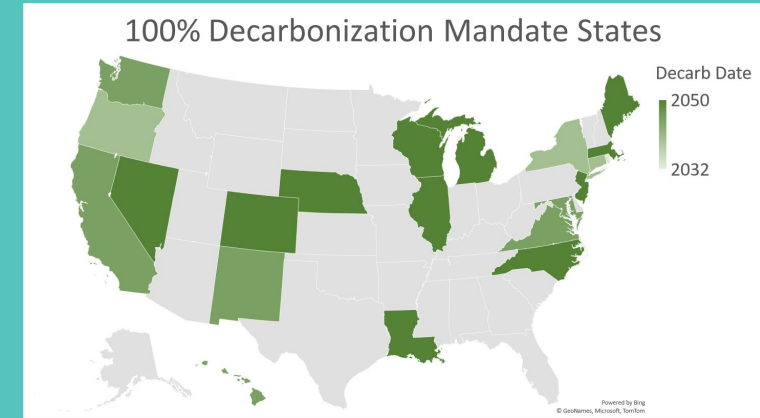 100% Decarbonization Mandate States
Decarb Date
2050
2032
Powered by Bing
© GeoNames, Microsoft, TomTom